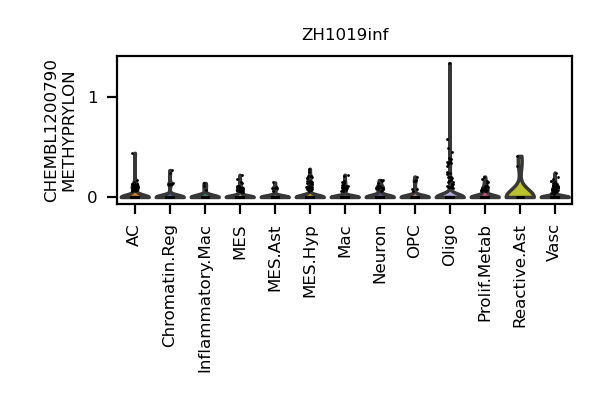 ZH1019inf
CHEMBL1200790
METHYPRYLON
1
0
AC
Chromatin.Reg
Inflammatory.Mac
MES
MES.Ast
MES.Hyp
Mac
Neuron
OPC
Oligo
Prolif.Metab
Reactive.Ast
Vasc